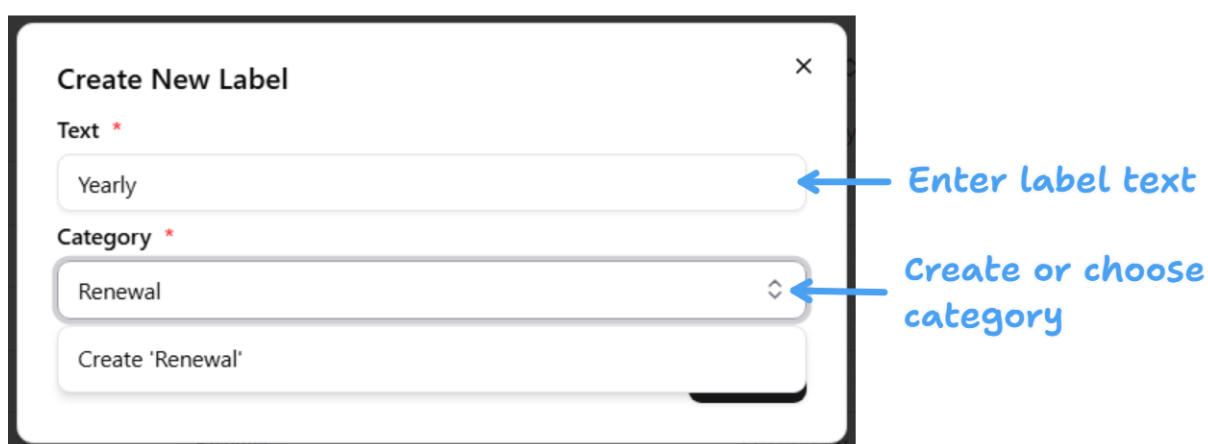 Create New Label
×
Text *
Yearly
Enter label text
Category *
Renewal
Create or choose
category
Create 'Renewal'